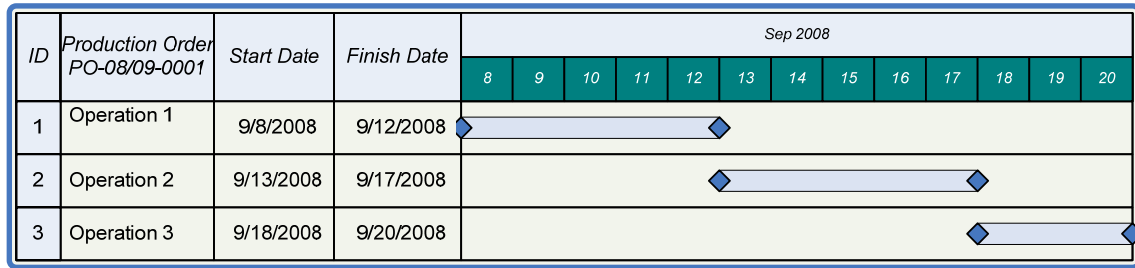 ID Production Order Start Date Finish Date Sep 2008
PO-08/09-0001
8 9 10 11 12 13 14 15 16 17 18 19 20
1 Operation 1 9/8/2008 9/12/2008
2 Operation 2 9/13/2008 9/17/2008
3 Operation 3 9/18/2008 9/20/2008